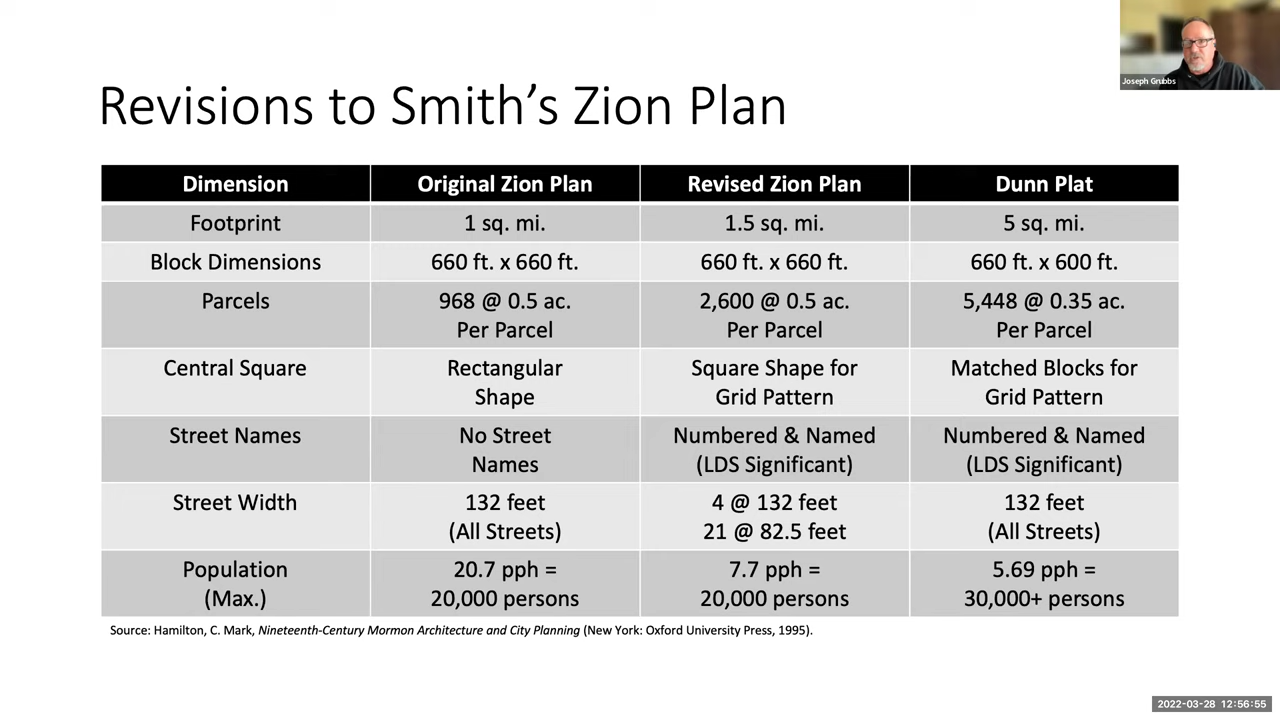 Joseph Grubbs
Revisions to Smith's Zion Plan
Dimension Original Zion Plan Revised Zion Plan Dunn Plat
Footprint 1 sq. mi. 1.5 sq. mi. 5 sq. mi.
Block Dimensions 660 ft. x 660 ft. 660 ft. x 660 ft. 660 ft. x 600 ft.
Parcels 968 @ 0.5 ac. 2,600 @ 0.5 ac. 5,448 @ 0.35 ac.
Per Parcel Per Parcel Per Parcel
Central Square Rectangular Square Shape for Matched Blocks for
Shape Grid Pattern Grid Pattern
Street Names No Street Numbered & Named Numbered & Named
Names (LDS Significant) (LDS Significant)
Street Width 132 feet 4 @ 132 feet 132 feet
(All Streets) 21 @ 82.5 feet (All Streets)
Population 20.7 pph = 7.7 pph = 5.69 pph =
(Max.) 20,000 persons 20,000 persons 30,000+ persons
Source: Hamilton, C. Mark, Nineteenth-Century Mormon Architecture and City Planning (New York: Oxford University Press, 1995).
2022-03-28 12:56:55